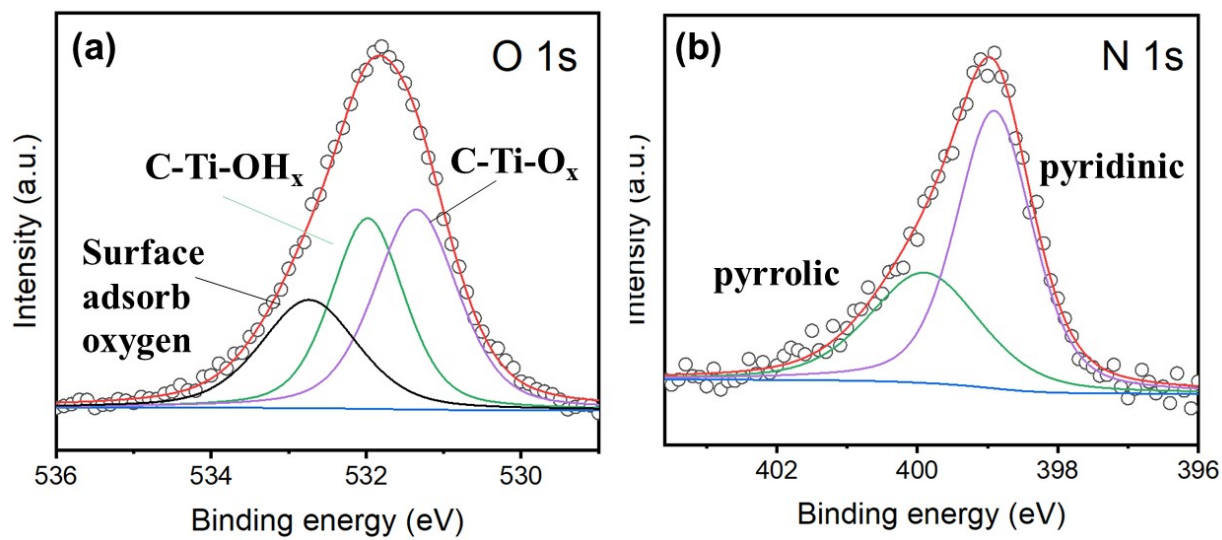 (a)
O 1s
C-Ti-OHₓ
C-Ti-Oₓ
Surface
adsorb
oxygen
Intensity (a.u.)
536
534
532
530
Binding energy (eV)
(b)
N 1s
pyridinic
pyrrolic
Intensity (a.u.)
402
400
398
396
Binding energy (eV)